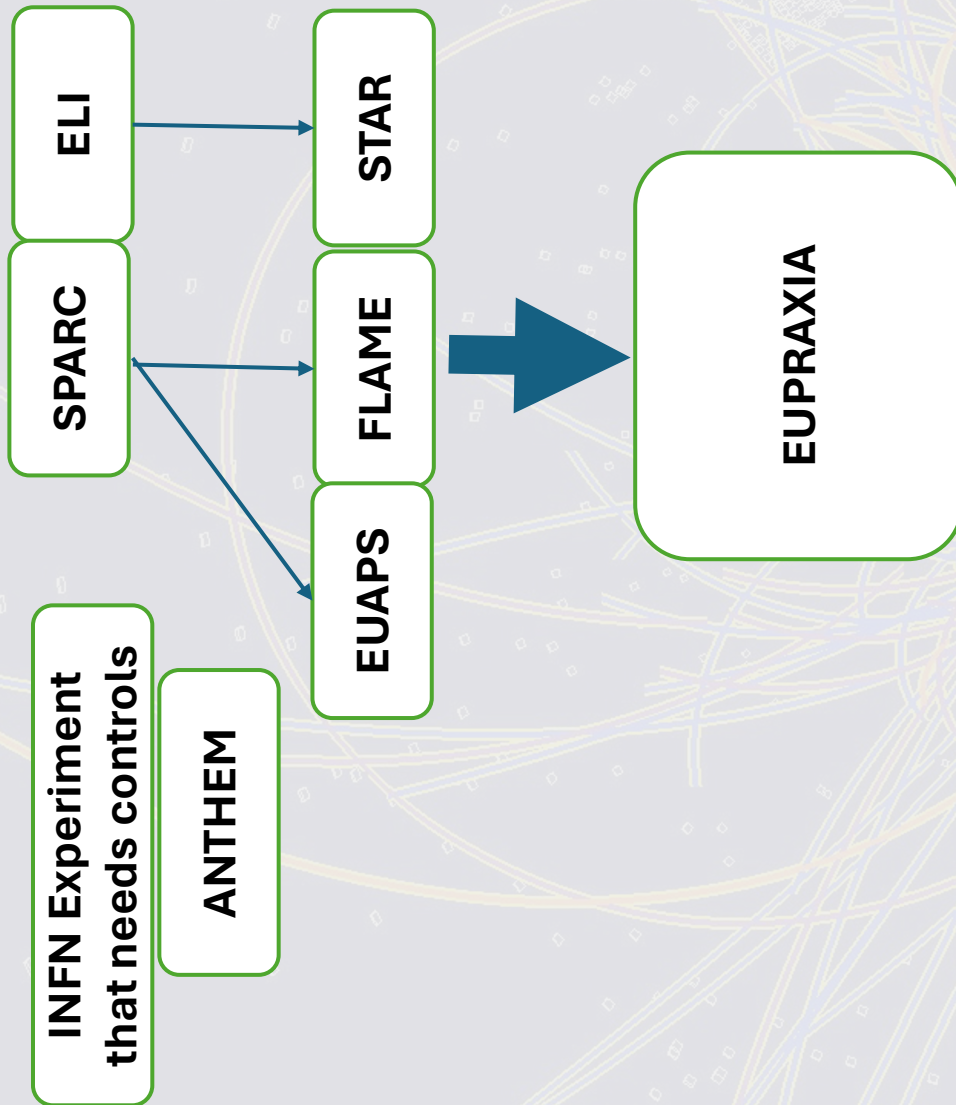 INFN Experiment
that needs controls
SPARC
ELI
ANTHEM
EUAPS
FLAME
STAR
EUPRAXIA